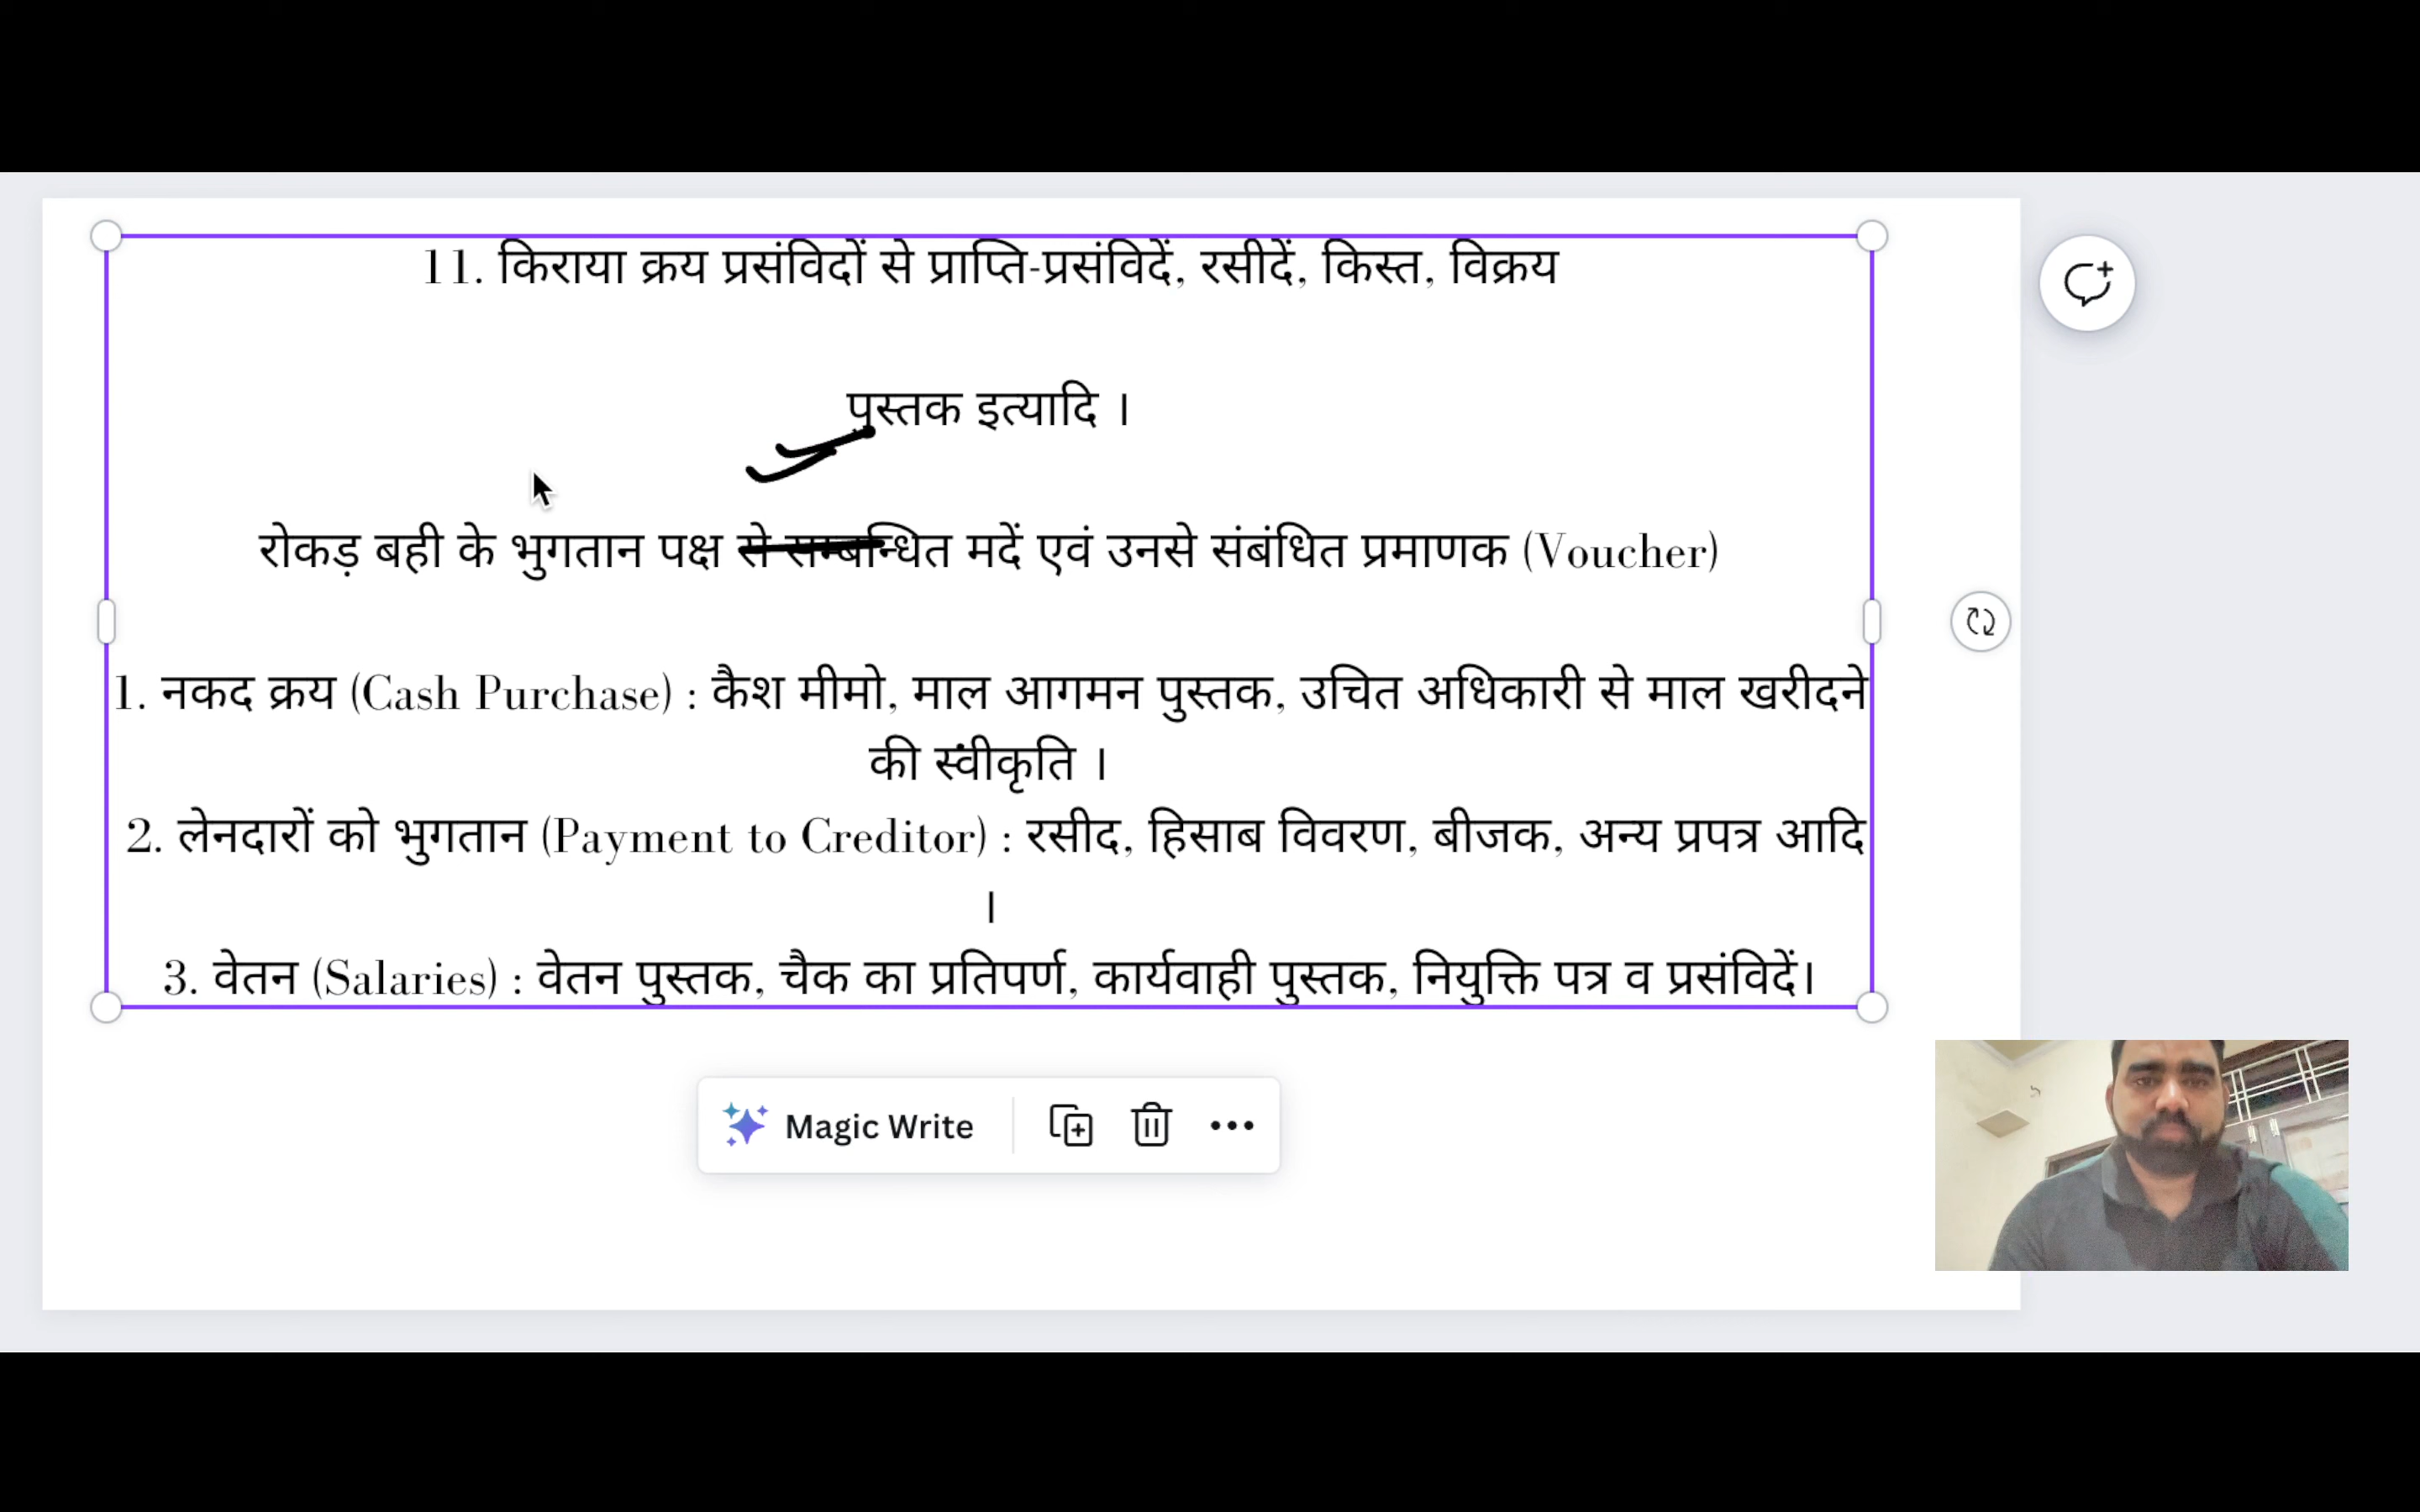 11. किराया क्रय प्रसंविदों से प्राप्ति-प्रसंविदें, रसीदें, किस्त, विक्रय
पुस्तक इत्यादि ।
रोकड़ बही के भुगतान पक्ष से सम्बन्धित मदें एवं उनसे संबंधित प्रमाणक (Voucher)
1. नकद क्रय (Cash Purchase) : कैश मीमो, माल आगमन पुस्तक, उचित अधिकारी से माल खरीदने
की स्वीकृति ।
2. लेनदारों को भुगतान (Payment to Creditor) : रसीद, हिसाब विवरण, बीजक, अन्य प्रपत्र आदि
।
3. वेतन (Salaries) : वेतन पुस्तक, चैक का प्रतिपर्ण, कार्यवाही पुस्तक, नियुक्ति पत्र व प्रसंविदें।
Magic Write